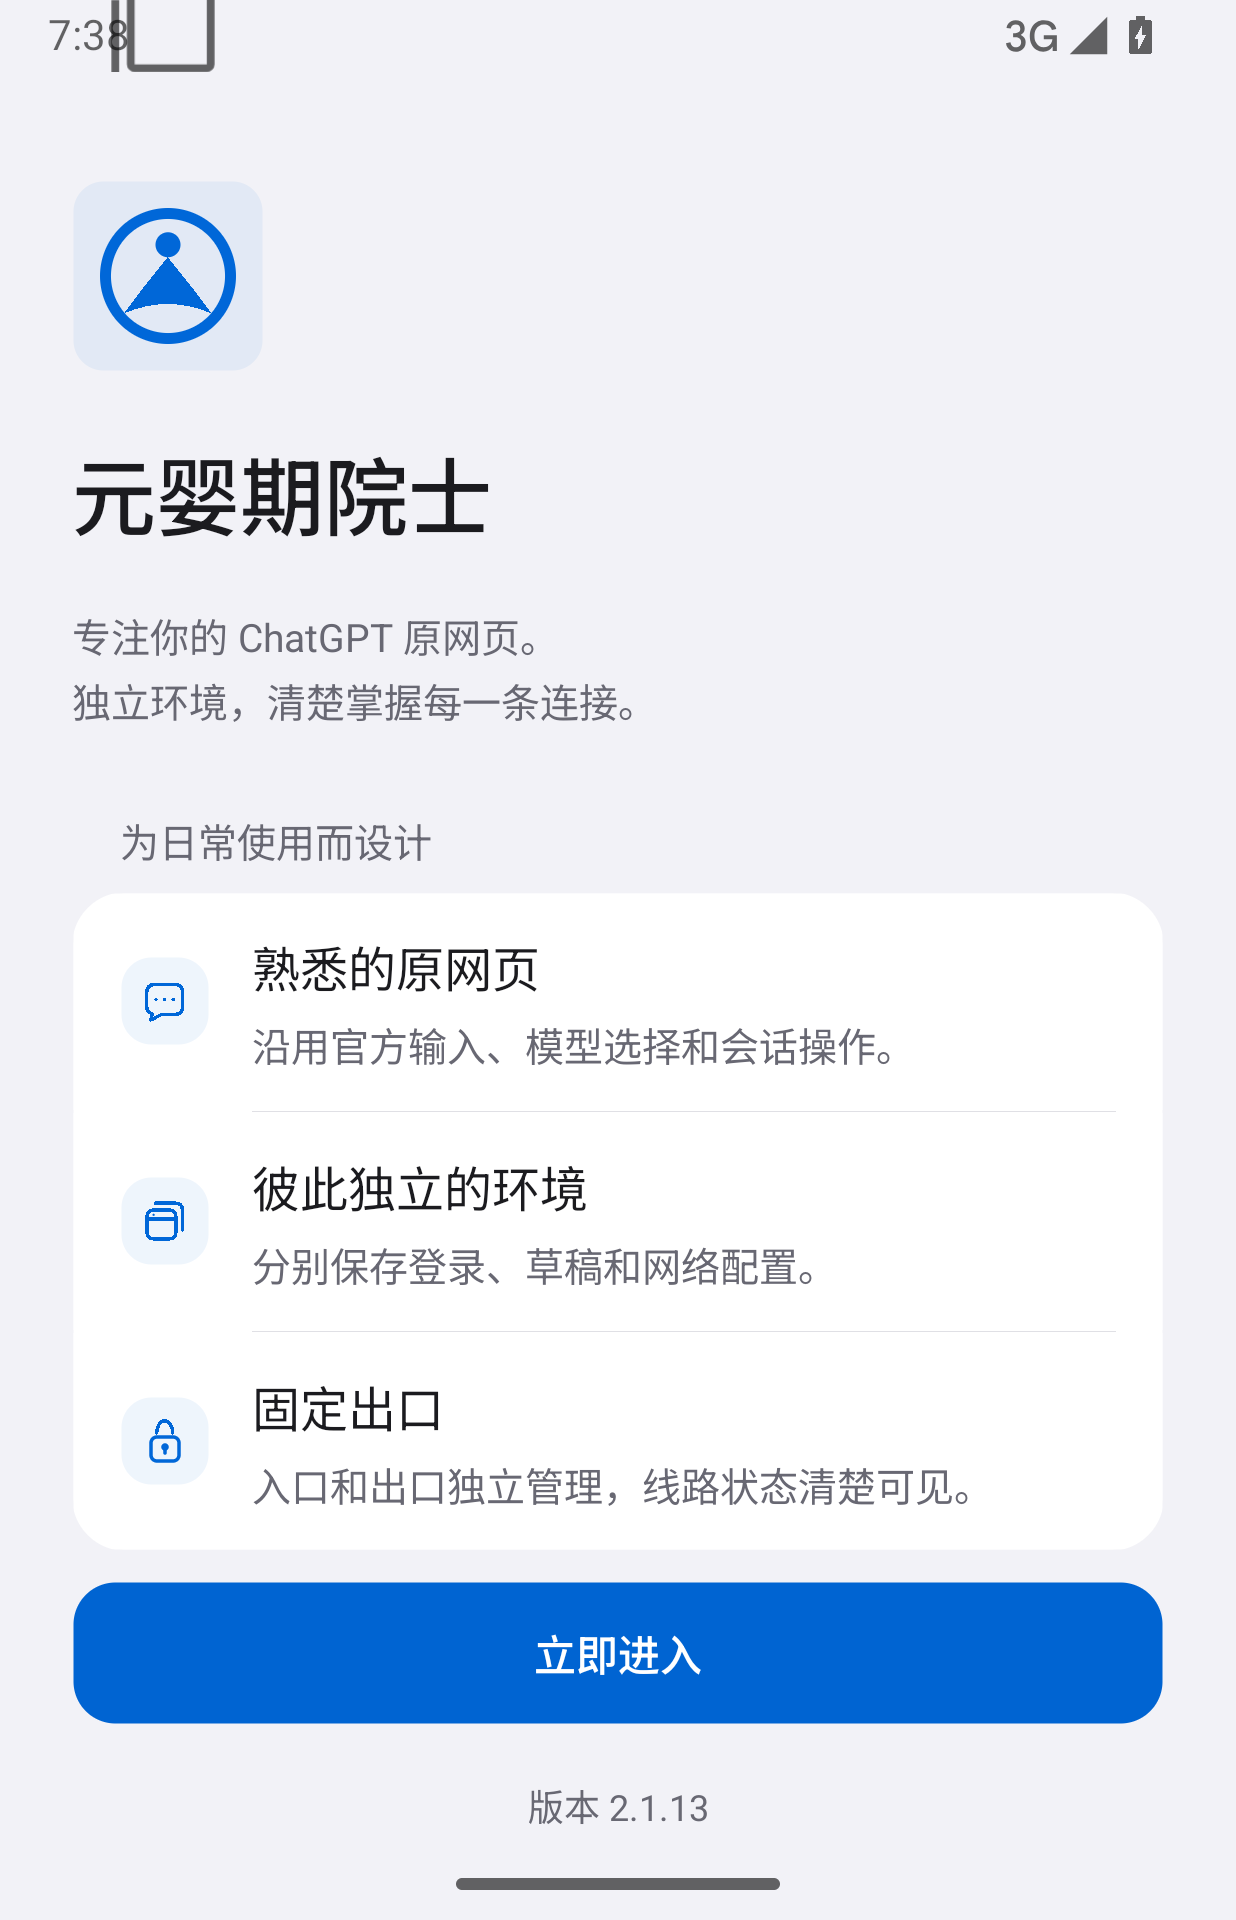 7:38
3G
元婴期院士
专注你的 ChatGPT 原网页。
独立环境，清楚掌握每一条连接。
为日常使用而设计
熟悉的原网页
沿用官方输入、模型选择和会话操作。
彼此独立的环境
分别保存登录、草稿和网络配置。
固定出口
入口和出口独立管理，线路状态清楚可见。
立即进入
版本 2.1.13